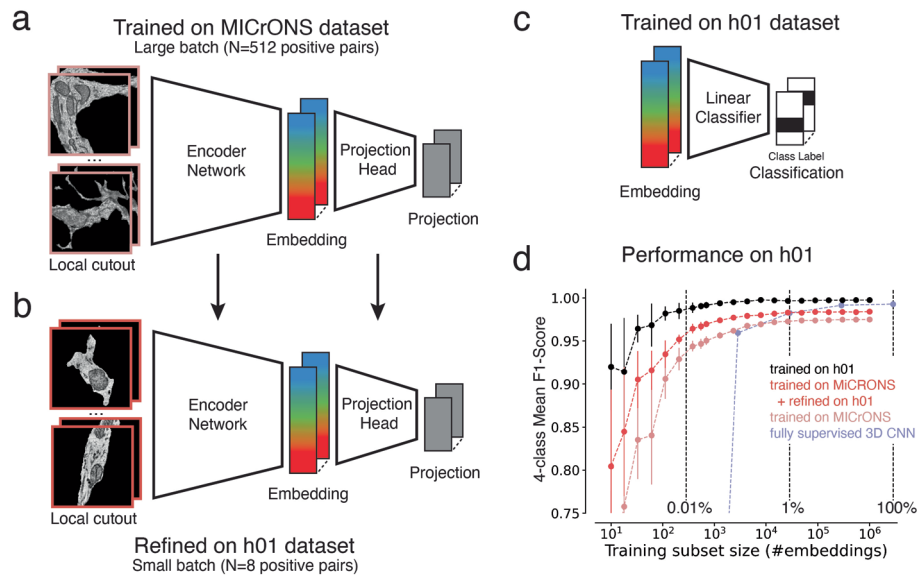 a
Trained on MICrONS dataset
Large batch (N=512 positive pairs)
...
Local cutout
Encoder
Network
Embedding
Projection
Head
Projection
b
...
Local cutout
Encoder
Network
Embedding
Projection
Head
Projection
Refined on h01 dataset
Small batch (N=8 positive pairs)
c
Trained on h01 dataset
Embedding
Linear
Classifier
Class Label
Classification
d
Performance on h01
4-class Mean F1-Score
1.00
0.95
0.90
0.85
0.80
0.75
trained on h01
trained on MiCRONS
+ refined on h01
trained on MICrONS
fully supervised 3D CNN
0.01%
1%
100%
10¹ 10² 10³ 10⁴ 10⁵ 10⁶
Training subset size (#embeddings)